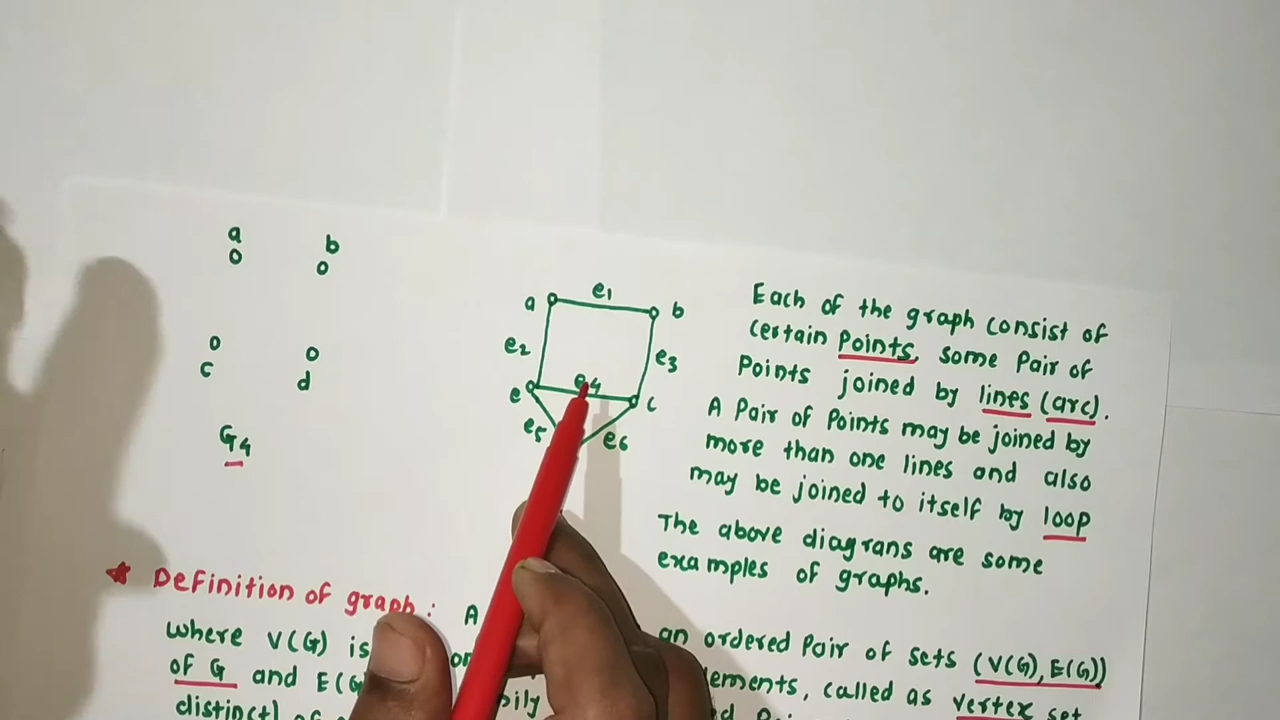 a
b
c
d
G4
e1
a
b
e2
e3
e4
e
c
e5
e6
Each of the graph consist of
certain Points, some Pair of
Points joined by lines (arc).
A Pair of Points may be joined by
more than one lines and also
may be joined to itself by loop
The above diagrans are some
examples of graphs.
Definition of graph: A an ordered Pair of sets (V(G), E(G))
where V(G) is called as vertex set
of G and E(G
distinct)